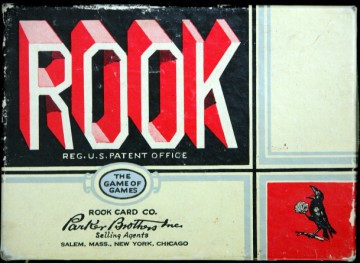 ROOK
REG. U.S. PATENT OFFICE
THE
GAME OF
GAMES
ROOK CARD CO.
Parker Brothers Inc.
Selling Agents
SALEM, MASS., NEW YORK, CHICAGO